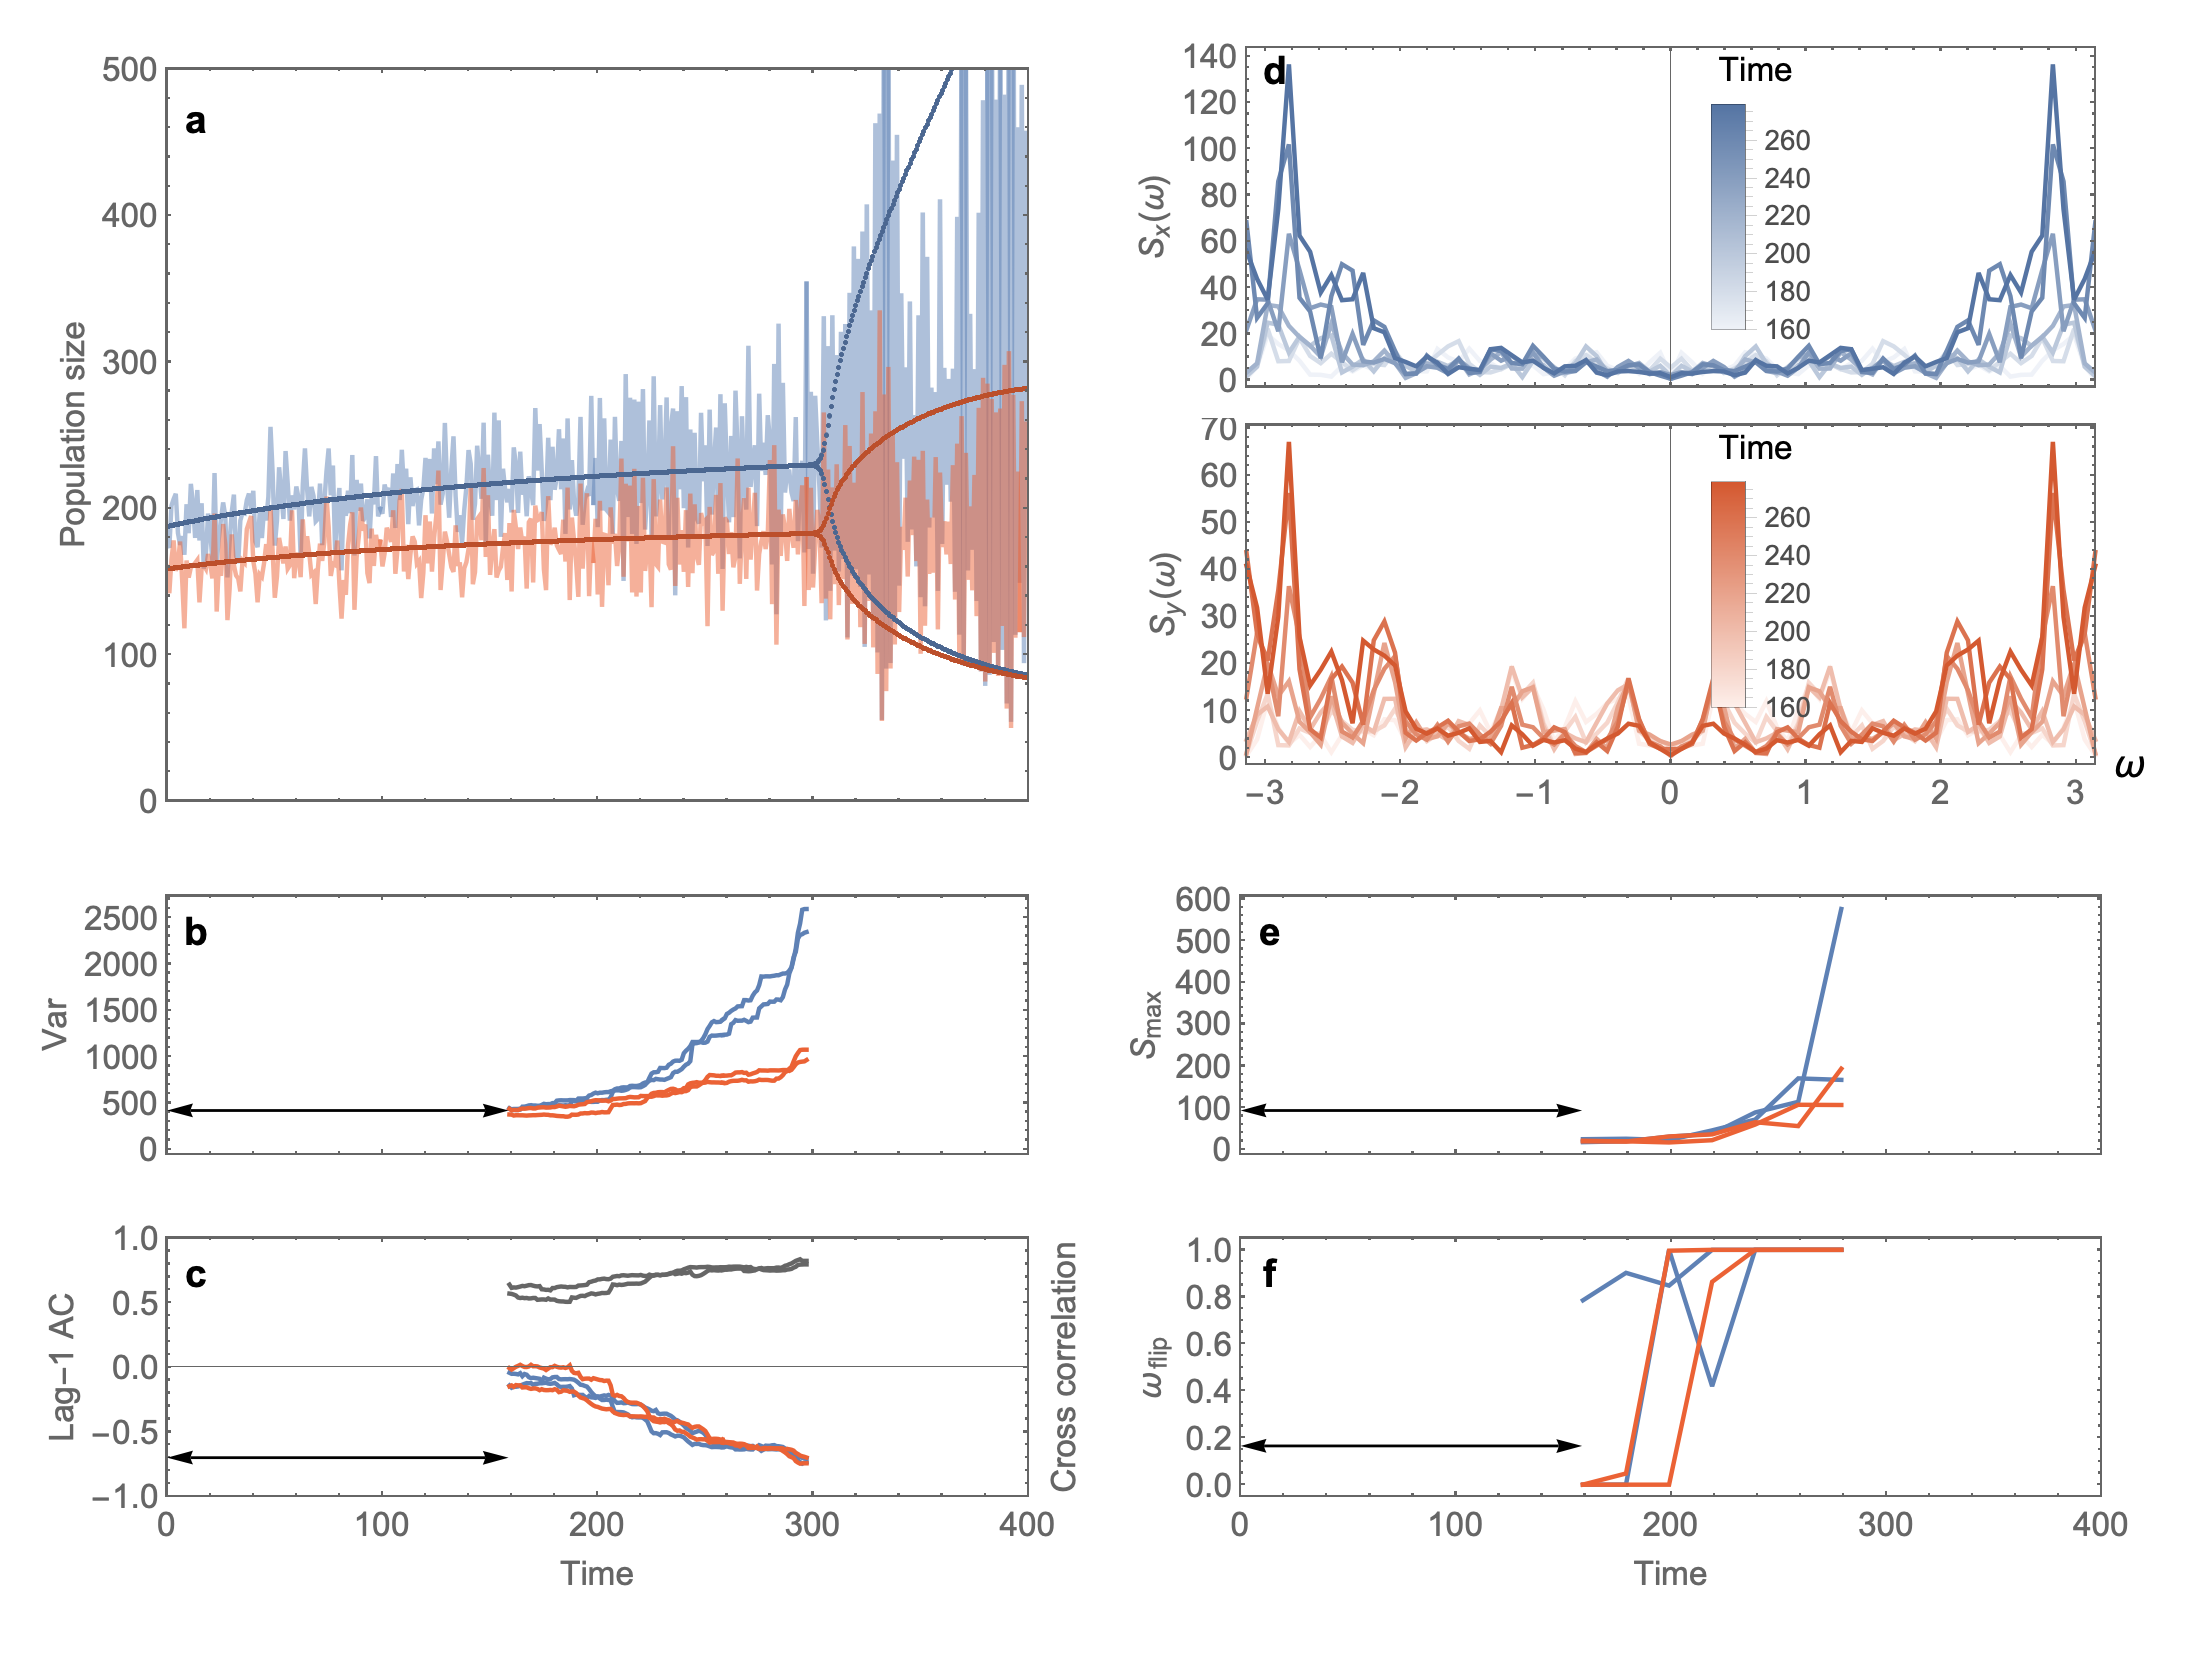 a
500
400
300
200
100
0
Population size
d
Time
140
120
100
80
60
40
20
0
Sx(ω)
260
240
220
200
180
160
Time
70
60
50
40
30
20
10
0
Sy(ω)
260
240
220
200
180
160
−3 −2 −1 0 1 2 3
ω
b
2500
2000
1500
1000
500
0
Var
e
600
500
400
300
200
100
0
Smax
c
1.0
0.5
0.0
−0.5
−1.0
Lag−1 AC
Cross correlation
0 100 200 300 400
Time
f
1.0
0.8
0.6
0.4
0.2
0.0
ωflip
0 100 200 300 400
Time